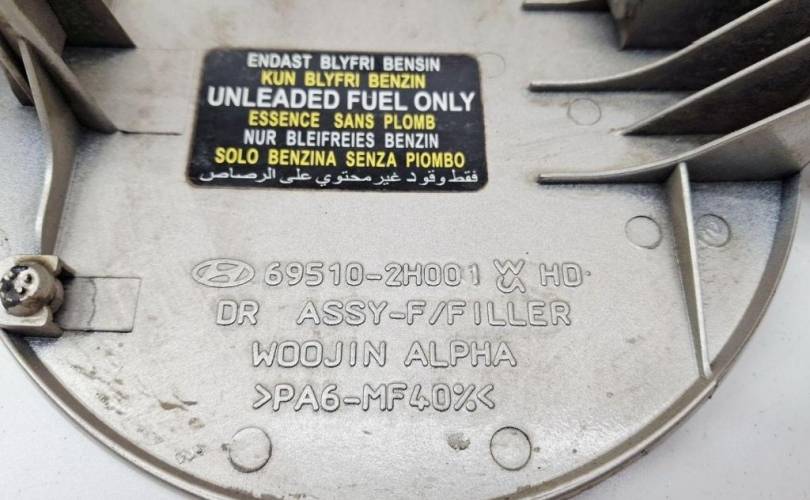 ENDAST BLYFRI BENSIN
KUN BLYFRI BENZIN
UNLEADED FUEL ONLY
ESSENCE SANS PLOMB
NUR BLEIFREIES BENZIN
SOLO BENZINA SENZA PIOMBO
فقط وقود غير محتوي على الرصاص
69510-2H001 HD
DR ASSY-F/FILLER
WOOJIN ALPHA
>PA6-MF40%<